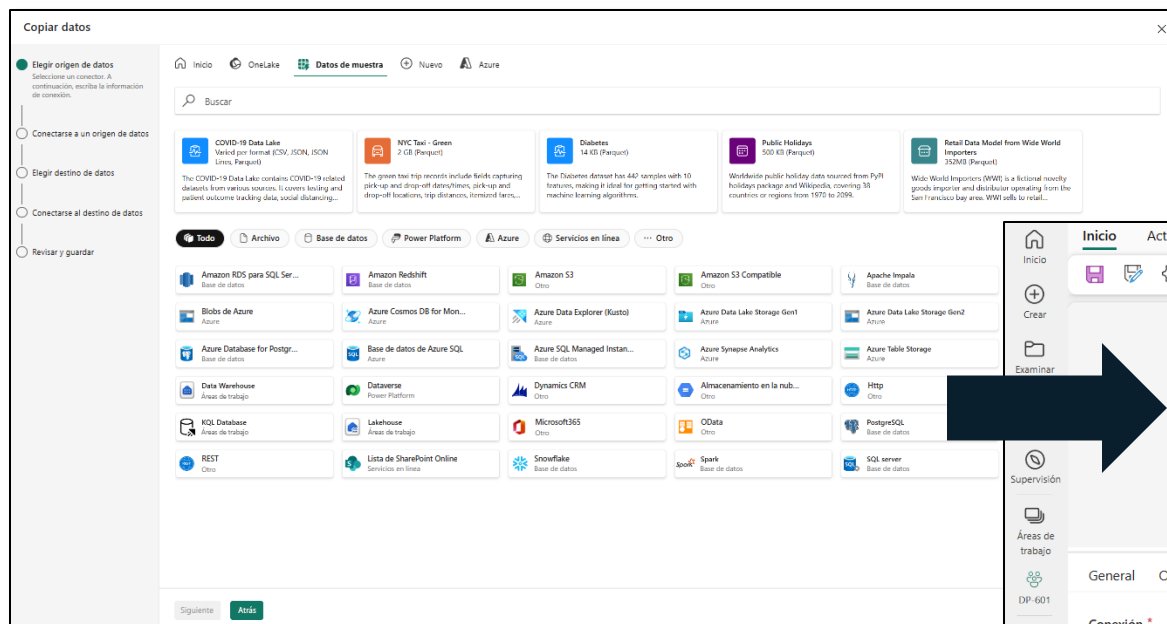 Copiar datos
Elegir origen de datos
Seleccione un conector. A
continuación, escriba la información
de conexión.
Conectarse a un origen de datos
Elegir destino de datos
Conectarse al destino de datos
Revisar y guardar
Inicio OneLake Datos de muestra Nuevo Azure
Buscar
COVID-19 Data Lake
Varied per format (CSV, JSON, JSON
Lines, Parquet)
The COVID-19 Data Lake contains COVID-19 related
datasets from various sources. It covers testing and
patient outcome tracking data, social distancing...
NYC Taxi - Green
2 GB (Parquet)
The green taxi trip records include fields capturing
pick-up and drop-off dates/times, pick-up and
drop-off locations, trip distances, itemized fares,...
Diabetes
14 KB (Parquet)
The Diabetes dataset has 442 samples with 10
features, making it ideal for getting started with
machine learning algorithms.
Public Holidays
500 KB (Parquet)
Worldwide public holiday data sourced from PyPI
holidays package and Wikipedia, covering 38
countries or regions from 1970 to 2099.
Retail Data Model from Wide World
Importers
352MB (Parquet)
Wide World Importers (WWI) is a fictional novelty
goods importer and distributor operating from the
San Francisco bay area. WWI sells to retail...
Todo Archivo Base de datos Power Platform Azure Servicios en línea ... Otro
Amazon RDS para SQL Ser...
Base de datos
Amazon Redshift
Base de datos
Amazon S3
Otro
Amazon S3 Compatible
Otro
Apache Impala
Base de datos
Blobs de Azure
Azure
Azure Cosmos DB for Mon...
Azure
Azure Data Explorer (Kusto)
Azure
Azure Data Lake Storage Gen1
Azure
Azure Data Lake Storage Gen2
Azure
Azure Database for Postgr...
Base de datos
Base de datos de Azure SQL
Azure
Azure SQL Managed Instan...
Base de datos
Azure Synapse Analytics
Azure
Azure Table Storage
Azure
Data Warehouse
Áreas de trabajo
Dataverse
Power Platform
Dynamics CRM
Otro
Almacenamiento en la nub...
Otro
Http
Otro
KQL Database
Áreas de trabajo
Lakehouse
Áreas de trabajo
Microsoft365
Otro
OData
Otro
PostgreSQL
Base de datos
REST
Otro
Lista de SharePoint Online
Servicios en línea
Snowflake
Base de datos
Spark
Base de datos
SQL server
Base de datos
Siguiente Atrás
Inicio Act
Inicio
Crear
Examinar
Supervisión
Áreas de
trabajo
DP-601
General
Conexión *